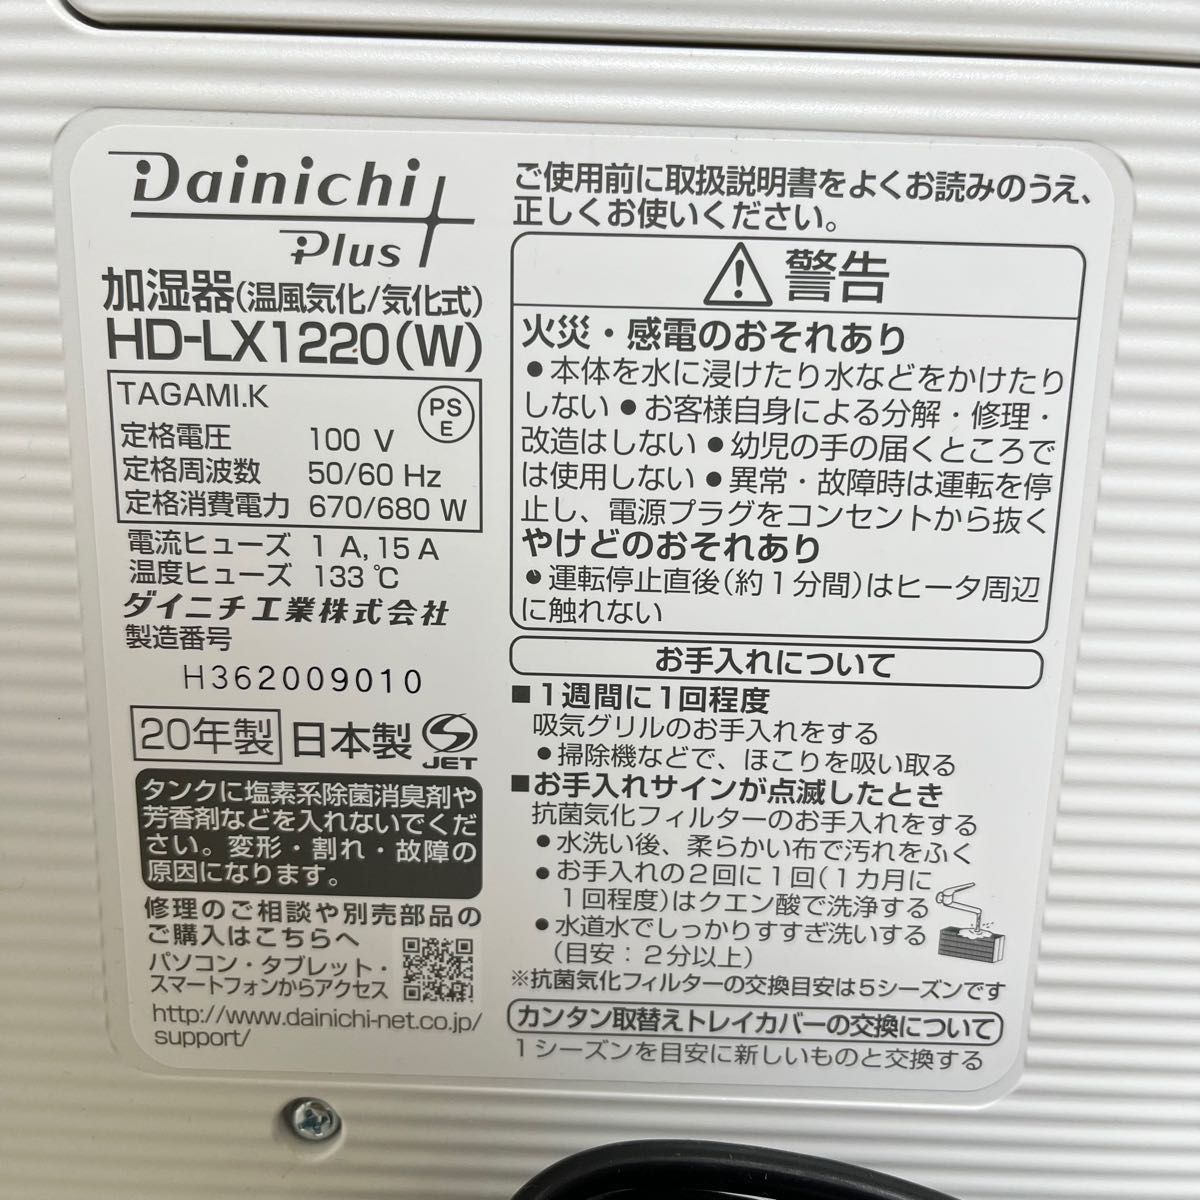 Dainichi
Plus
加湿器(温風気化/気化式)
HD-LX1220(W)
TAGAMI.K
PS
E
定格電圧 100 V
定格周波数 50/60 Hz
定格消費電力 670/680 W
電流ヒューズ 1 A, 15 A
温度ヒューズ 133 ℃
ダイニチ工業株式会社
製造番号
H362009010
20年製 日本製
JET
タンクに塩素系除菌消臭剤や
芳香剤などを入れないでくだ
さい。変形・割れ・故障の
原因になります。
修理のご相談や別売部品の
ご購入はこちらへ
パソコン・タブレット・
スマートフォンからアクセス
http://www.dainichi-net.co.jp/
support/
ご使用前に取扱説明書をよくお読みのうえ、
正しくお使いください。
警告
火災・感電のおそれあり
●本体を水に浸けたり水などをかけたり
しない●お客様自身による分解・修理・
改造はしない●幼児の手の届くところで
は使用しない●異常・故障時は運転を停
止し、電源プラグをコンセントから抜く
やけどのおそれあり
●運転停止直後(約1分間)はヒータ周辺
に触れない
お手入れについて
■1週間に1回程度
吸気グリルのお手入れをする
●掃除機などで、ほこりを吸い取る
■お手入れサインが点滅したとき
抗菌気化フィルターのお手入れをする
●水洗い後、柔らかい布で汚れをふく
●お手入れの2回に1回(1カ月に
1回程度)はクエン酸で洗浄する
●水道水でしっかりすすぎ洗いする
(目安:2分以上)
※抗菌気化フィルターの交換目安は5シーズンです
カンタン取替えトレイカバーの交換について
1シーズンを目安に新しいものと交換する